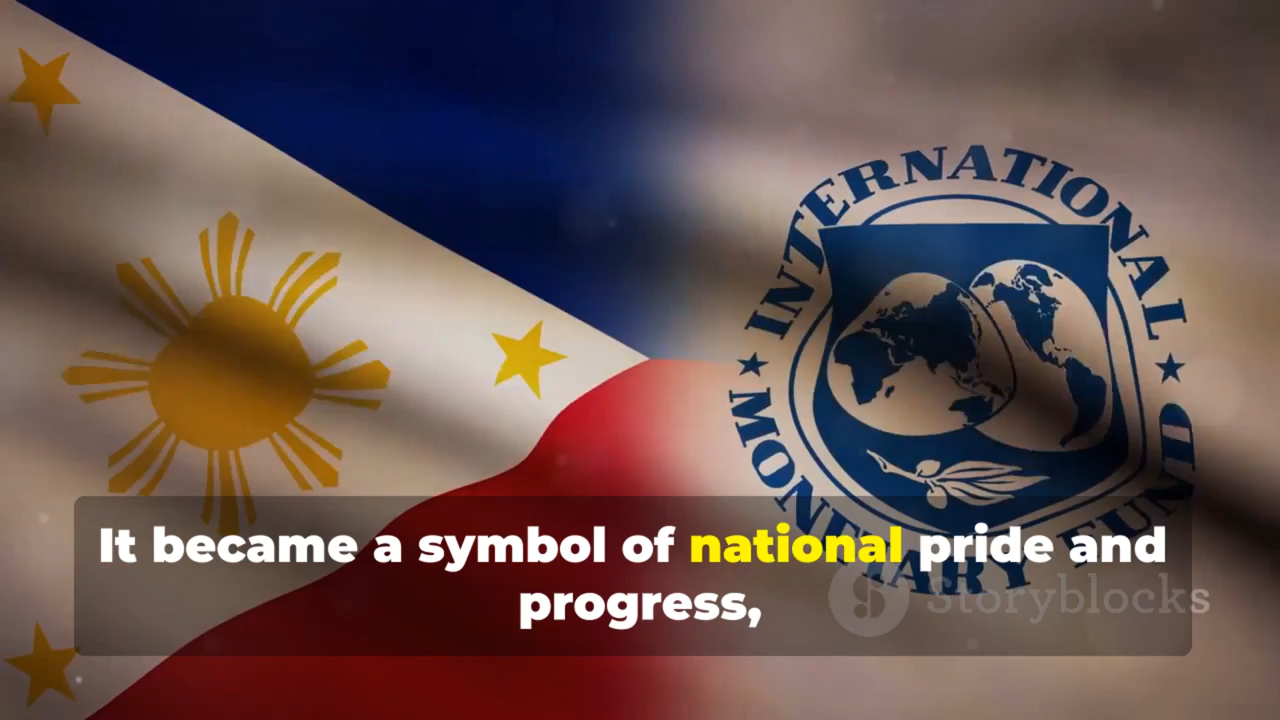 INTERNATIONAL
MONETARY FUND
It became a symbol of national pride and
progress,
Storyblocks